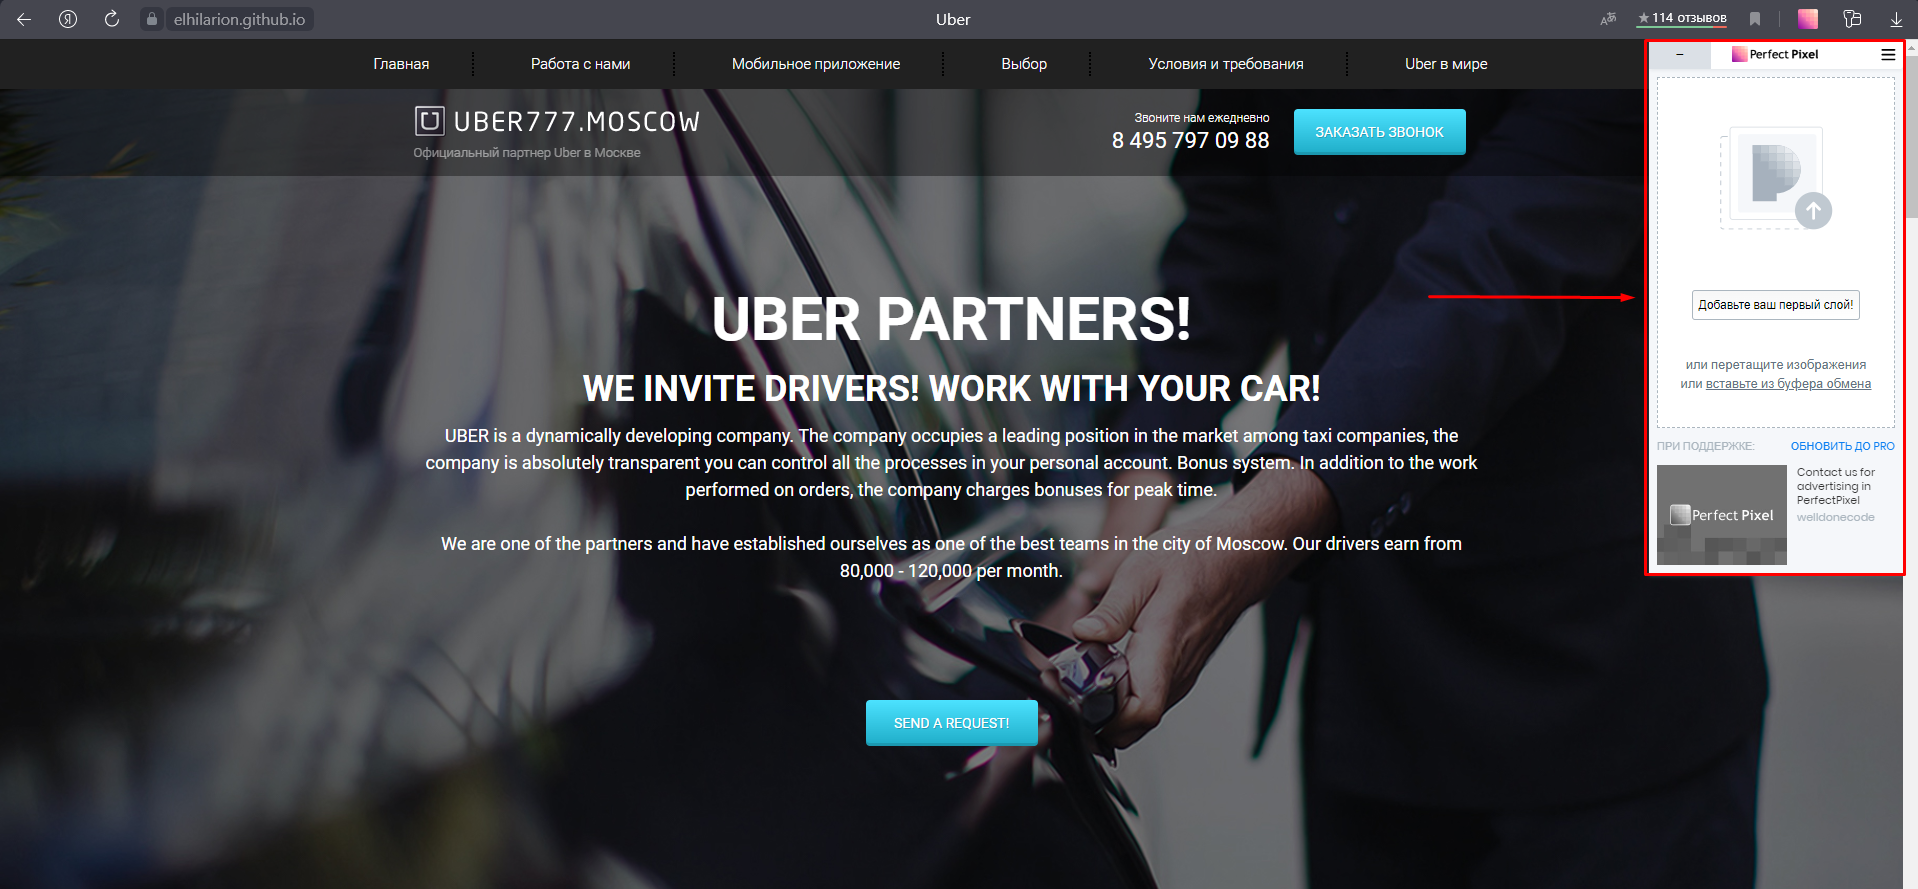 elhilarion.github.io
Uber
114 отзывов
Главная
Работа с нами
Мобильное приложение
Выбор
Условия и требования
Uber в мире
UBER777.MOSCOW
Официальный партнер Uber в Москве
Звоните нам ежедневно
8 495 797 09 88
ЗАКАЗАТЬ ЗВОНОК
UBER PARTNERS!
WE INVITE DRIVERS! WORK WITH YOUR CAR!
UBER is a dynamically developing company. The company occupies a leading position in the market among taxi companies, the
company is absolutely transparent you can control all the processes in your personal account. Bonus system. In addition to the work
performed on orders, the company charges bonuses for peak time.
We are one of the partners and have established ourselves as one of the best teams in the city of Moscow. Our drivers earn from
80,000 - 120,000 per month.
SEND A REQUEST!
Perfect Pixel
Добавьте ваш первый слой!
или перетащите изображения
или вставьте из буфера обмена
ПРИ ПОДДЕРЖКЕ:
ОБНОВИТЬ ДО PRO
Perfect Pixel
Contact us for
advertising in
PerfectPixel
welldonecode